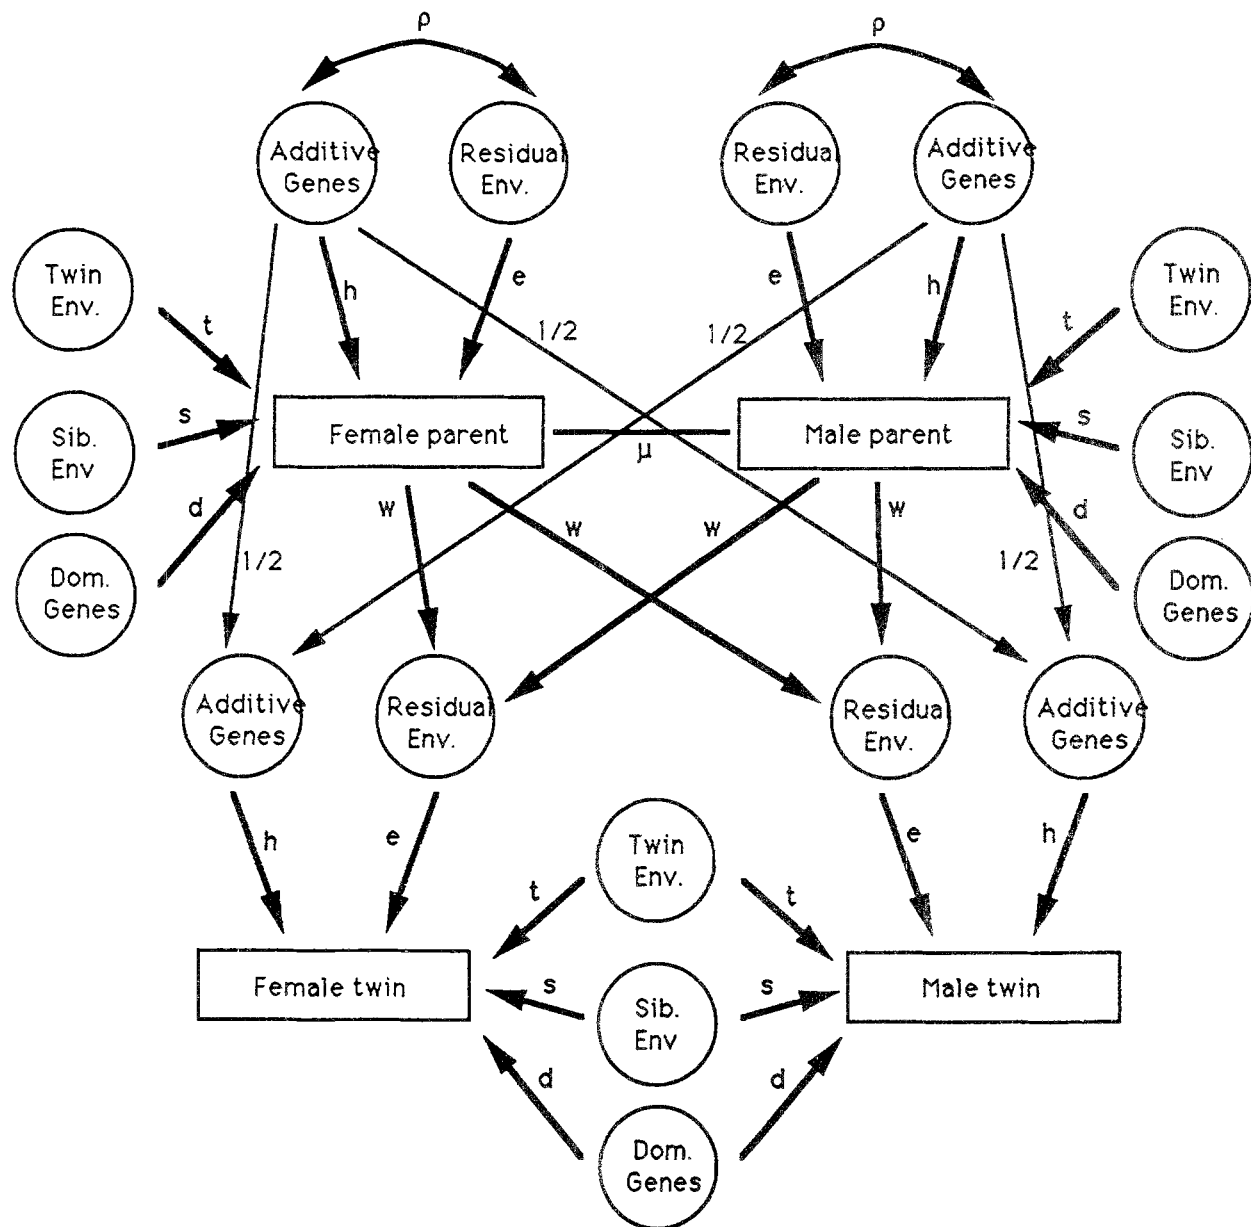 ρ
ρ
Additive
Genes
Residual
Env.
Residual
Env.
Additive
Genes
Twin
Env.
h
e
e
h
Twin
Env.
t
1/2
1/2
t
Sib.
Env
s
Female parent
μ
Male parent
s
Sib.
Env
d
w
w
w
w
d
Dom.
Genes
1/2
1/2
Dom.
Genes
Additive
Genes
Residual
Env.
Residual
Env.
Additive
Genes
h
e
Twin
Env.
e
h
t
t
Female twin
s
Sib.
Env
s
Male twin
d
d
Dom.
Genes